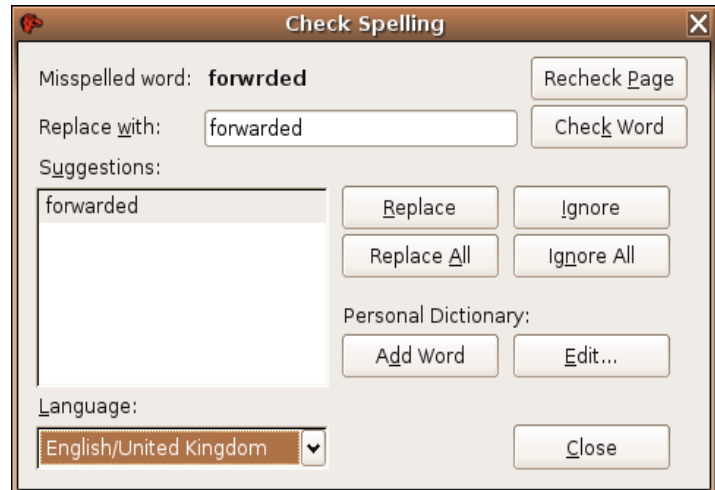 Check Spelling
Misspelled word: forwrded
Recheck Page
Replace with: forwarded
Check Word
Suggestions:
forwarded
Replace
Ignore
Replace All
Ignore All
Personal Dictionary:
Add Word
Edit...
Language:
English/United Kingdom
Close